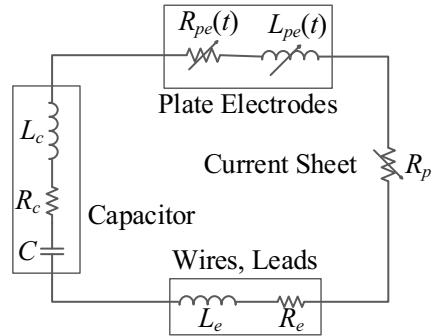 R_pe(t) L_pe(t)
Plate Electrodes
L_c
Current Sheet
R_p
R_c
Capacitor
C
Wires, Leads
L_e R_e